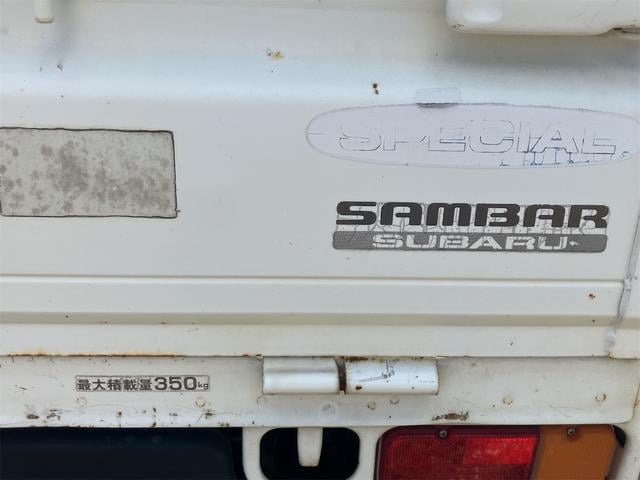 SPECIAL
SAMBAR
SUBARU
最大積載量350kg